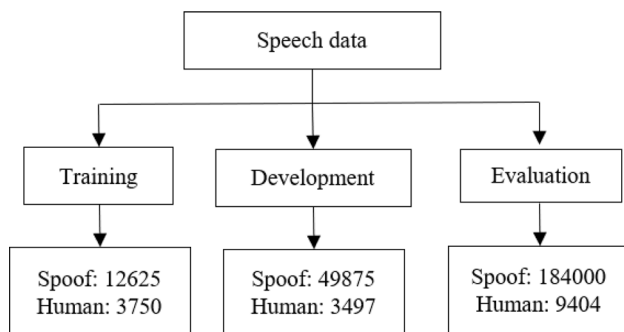 Speech data
Training
Development
Evaluation
Spoof: 12625
Human: 3750
Spoof: 49875
Human: 3497
Spoof: 184000
Human: 9404